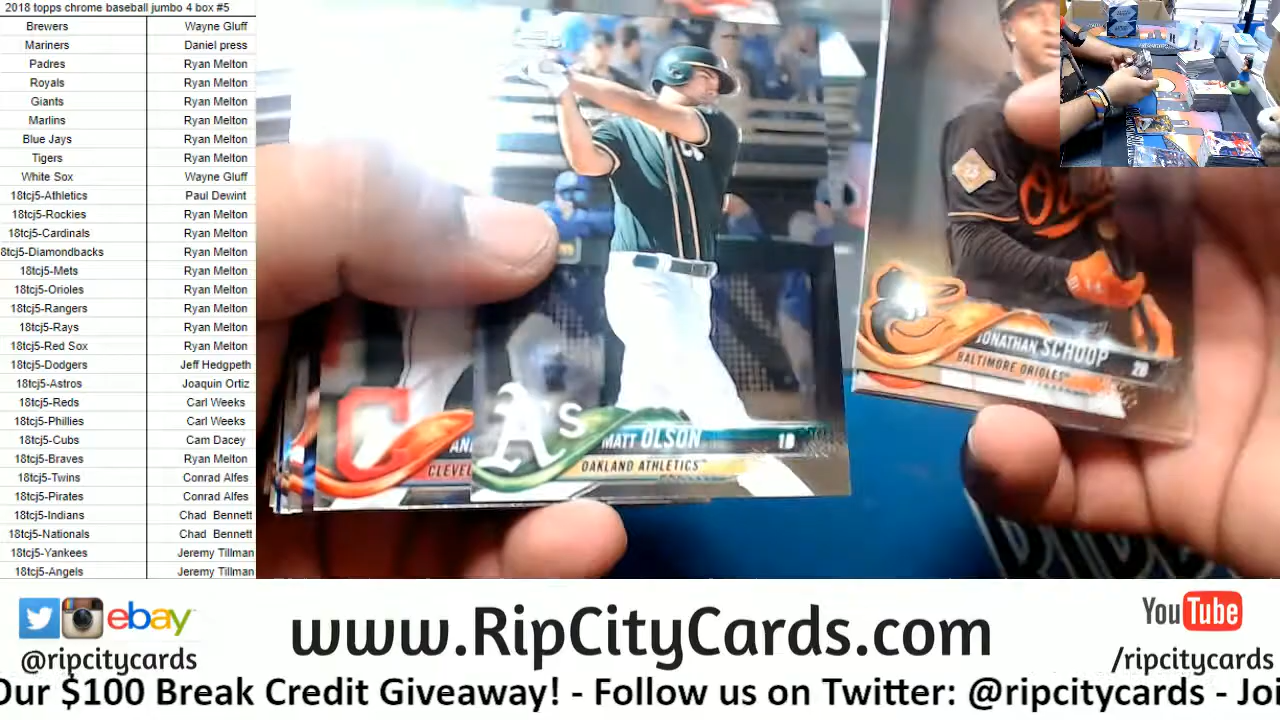 2018 topps chrome baseball jumbo 4 box #5
Brewers Wayne Gluff
Mariners Daniel press
Padres Ryan Melton
Royals Ryan Melton
Giants Ryan Melton
Marlins Ryan Melton
Blue Jays Ryan Melton
Tigers Ryan Melton
White Sox Wayne Gluff
18tcj5-Athletics Paul Dewint
18tcj5-Rockies Ryan Melton
18tcj5-Cardinals Ryan Melton
8tcj5-Diamondbacks Ryan Melton
18tcj5-Mets Ryan Melton
18tcj5-Orioles Ryan Melton
18tcj5-Rangers Ryan Melton
18tcj5-Rays Ryan Melton
18tcj5-Red Sox Ryan Melton
18tcj5-Dodgers Jeff Hedgpeth
18tcj5-Astros Joaquin Ortiz
18tcj5-Reds Carl Weeks
18tcj5-Phillies Carl Weeks
18tcj5-Cubs Cam Dacey
18tcj5-Braves Ryan Melton
18tcj5-Twins Conrad Alfes
18tcj5-Pirates Conrad Alfes
18tcj5-Indians Chad Bennett
18tcj5-Nationals Chad Bennett
18tcj5-Yankees Jeremy Tillman
18tcj5-Angels Jeremy Tillman
C
AN
CLEVEL
A's
MATT OLSON 1B
OAKLAND ATHLETICS™
JONATHAN SCHOOP 2B
BALTIMORE ORIOLES™
ebay
@ripcitycards
www.RipCityCards.com
YouTube
/ripcitycards
Our $100 Break Credit Giveaway! - Follow us on Twitter: @ripcitycards - Joi